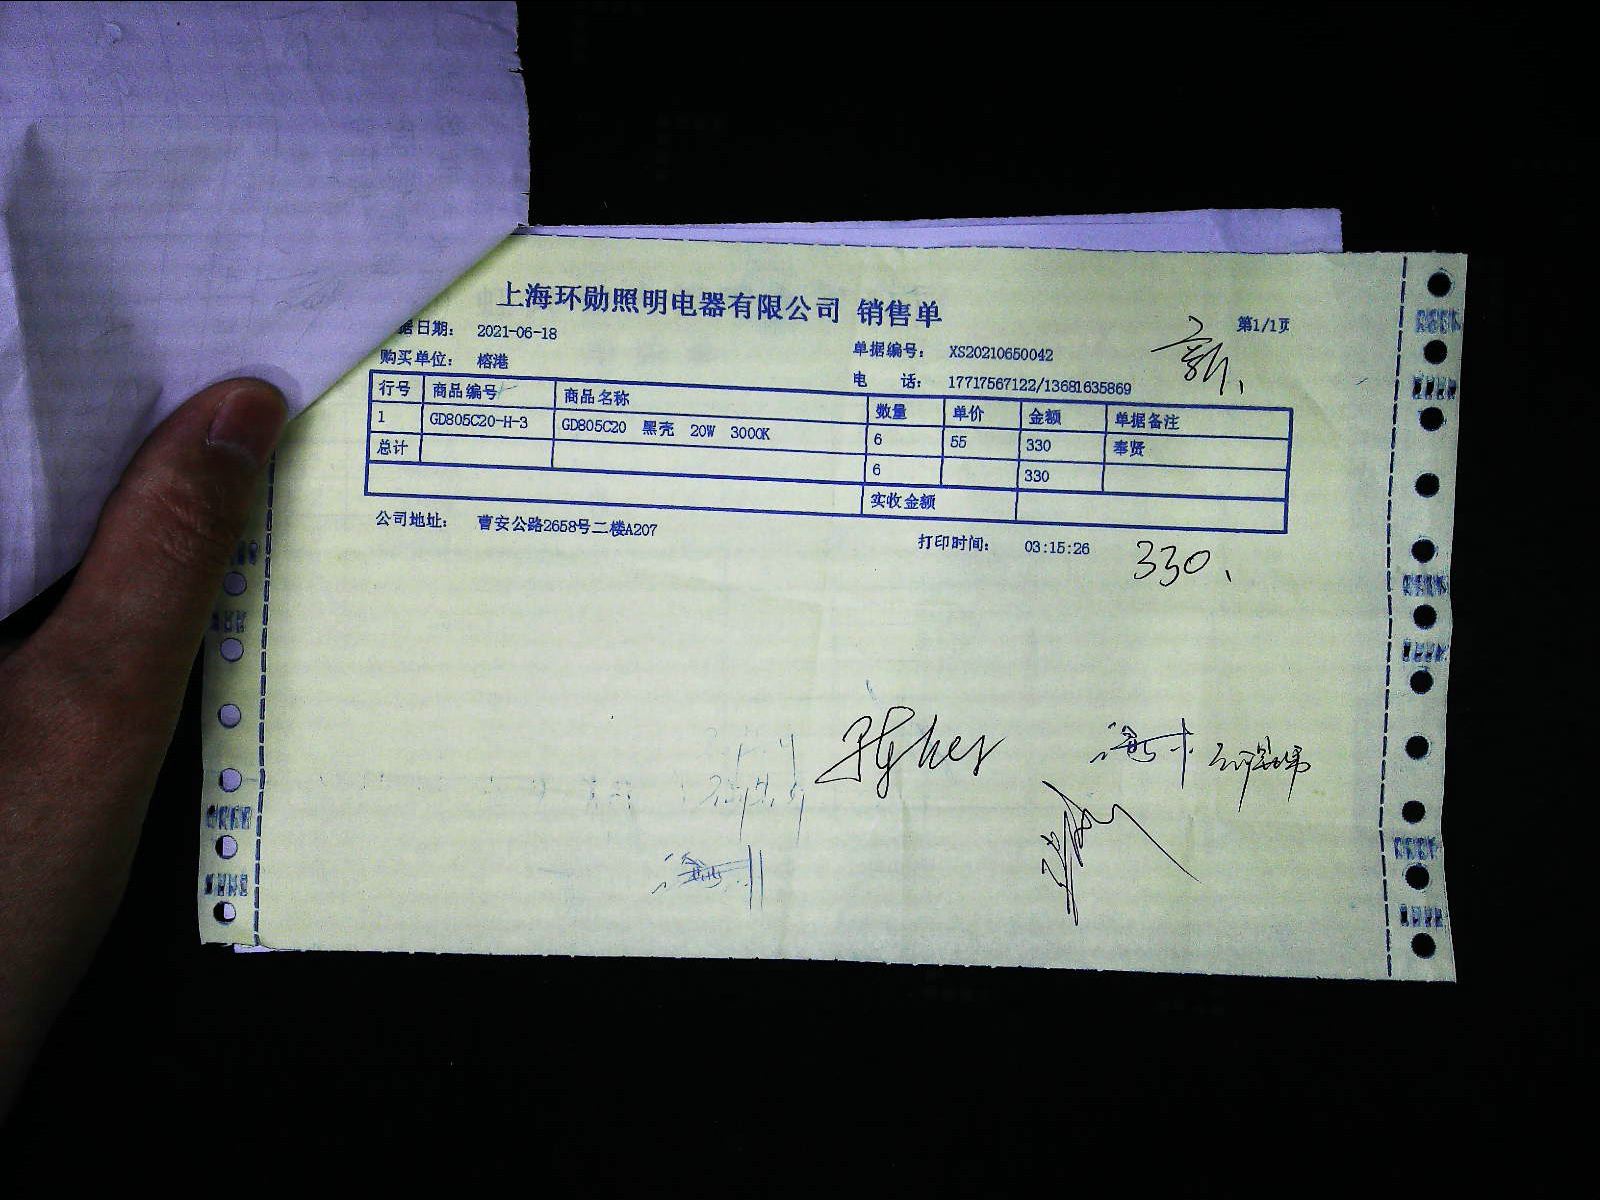 上海环勋照明电器有限公司 销售单
据日期： 2021-06-18
单据编号： XS20210650042
第1/1页
购买单位： 榕港
电 话： 17717567122/13681635869
行号 商品编号 商品名称 数量 单价 金额 单据备注
1 GD805C20-H-3 GD805C20 黑壳 20W 3000K 6 55 330 奉贤
总计 6 330
实收金额
公司地址： 曹安公路2658号二楼A207
打印时间： 03:15:26
330.